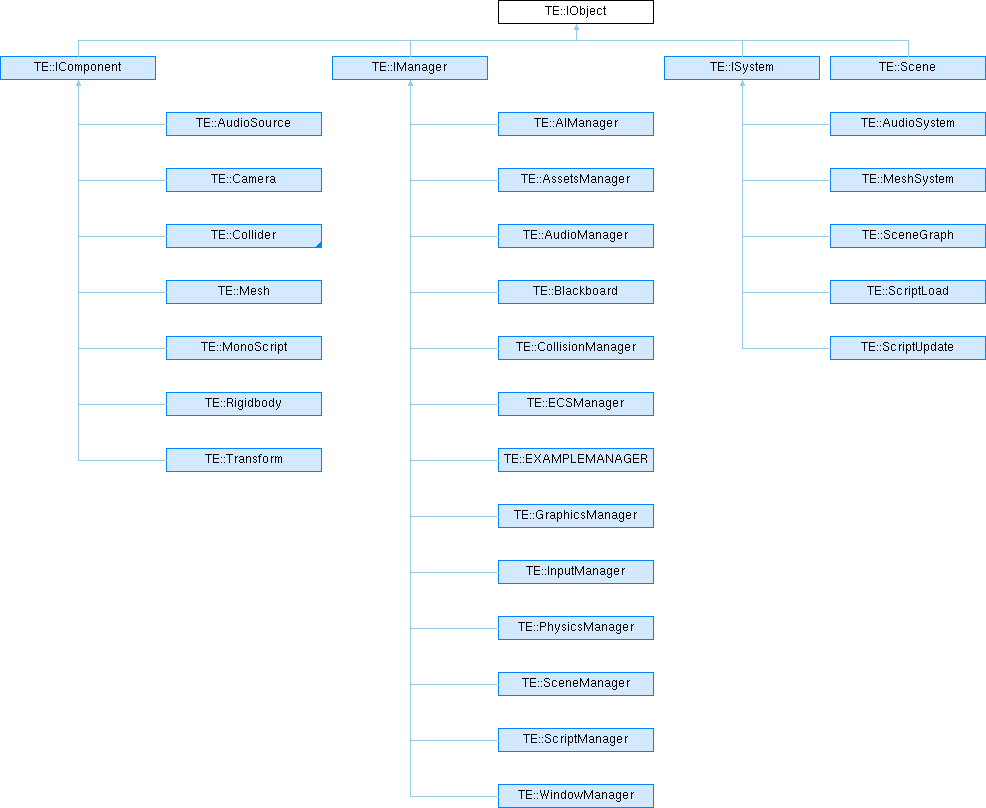 TE::IObject
TE::IComponent
TE::IManager
TE::ISystem
TE::Scene
TE::AudioSource
TE::AIManager
TE::AudioSystem
TE::Camera
TE::AssetsManager
TE::MeshSystem
TE::Collider
TE::AudioManager
TE::SceneGraph
TE::Mesh
TE::Blackboard
TE::ScriptLoad
TE::MonoScript
TE::CollisionManager
TE::ScriptUpdate
TE::Rigidbody
TE::ECSManager
TE::Transform
TE::EXAMPLEMANAGER
TE::GraphicsManager
TE::InputManager
TE::PhysicsManager
TE::SceneManager
TE::ScriptManager
TE::WindowManager